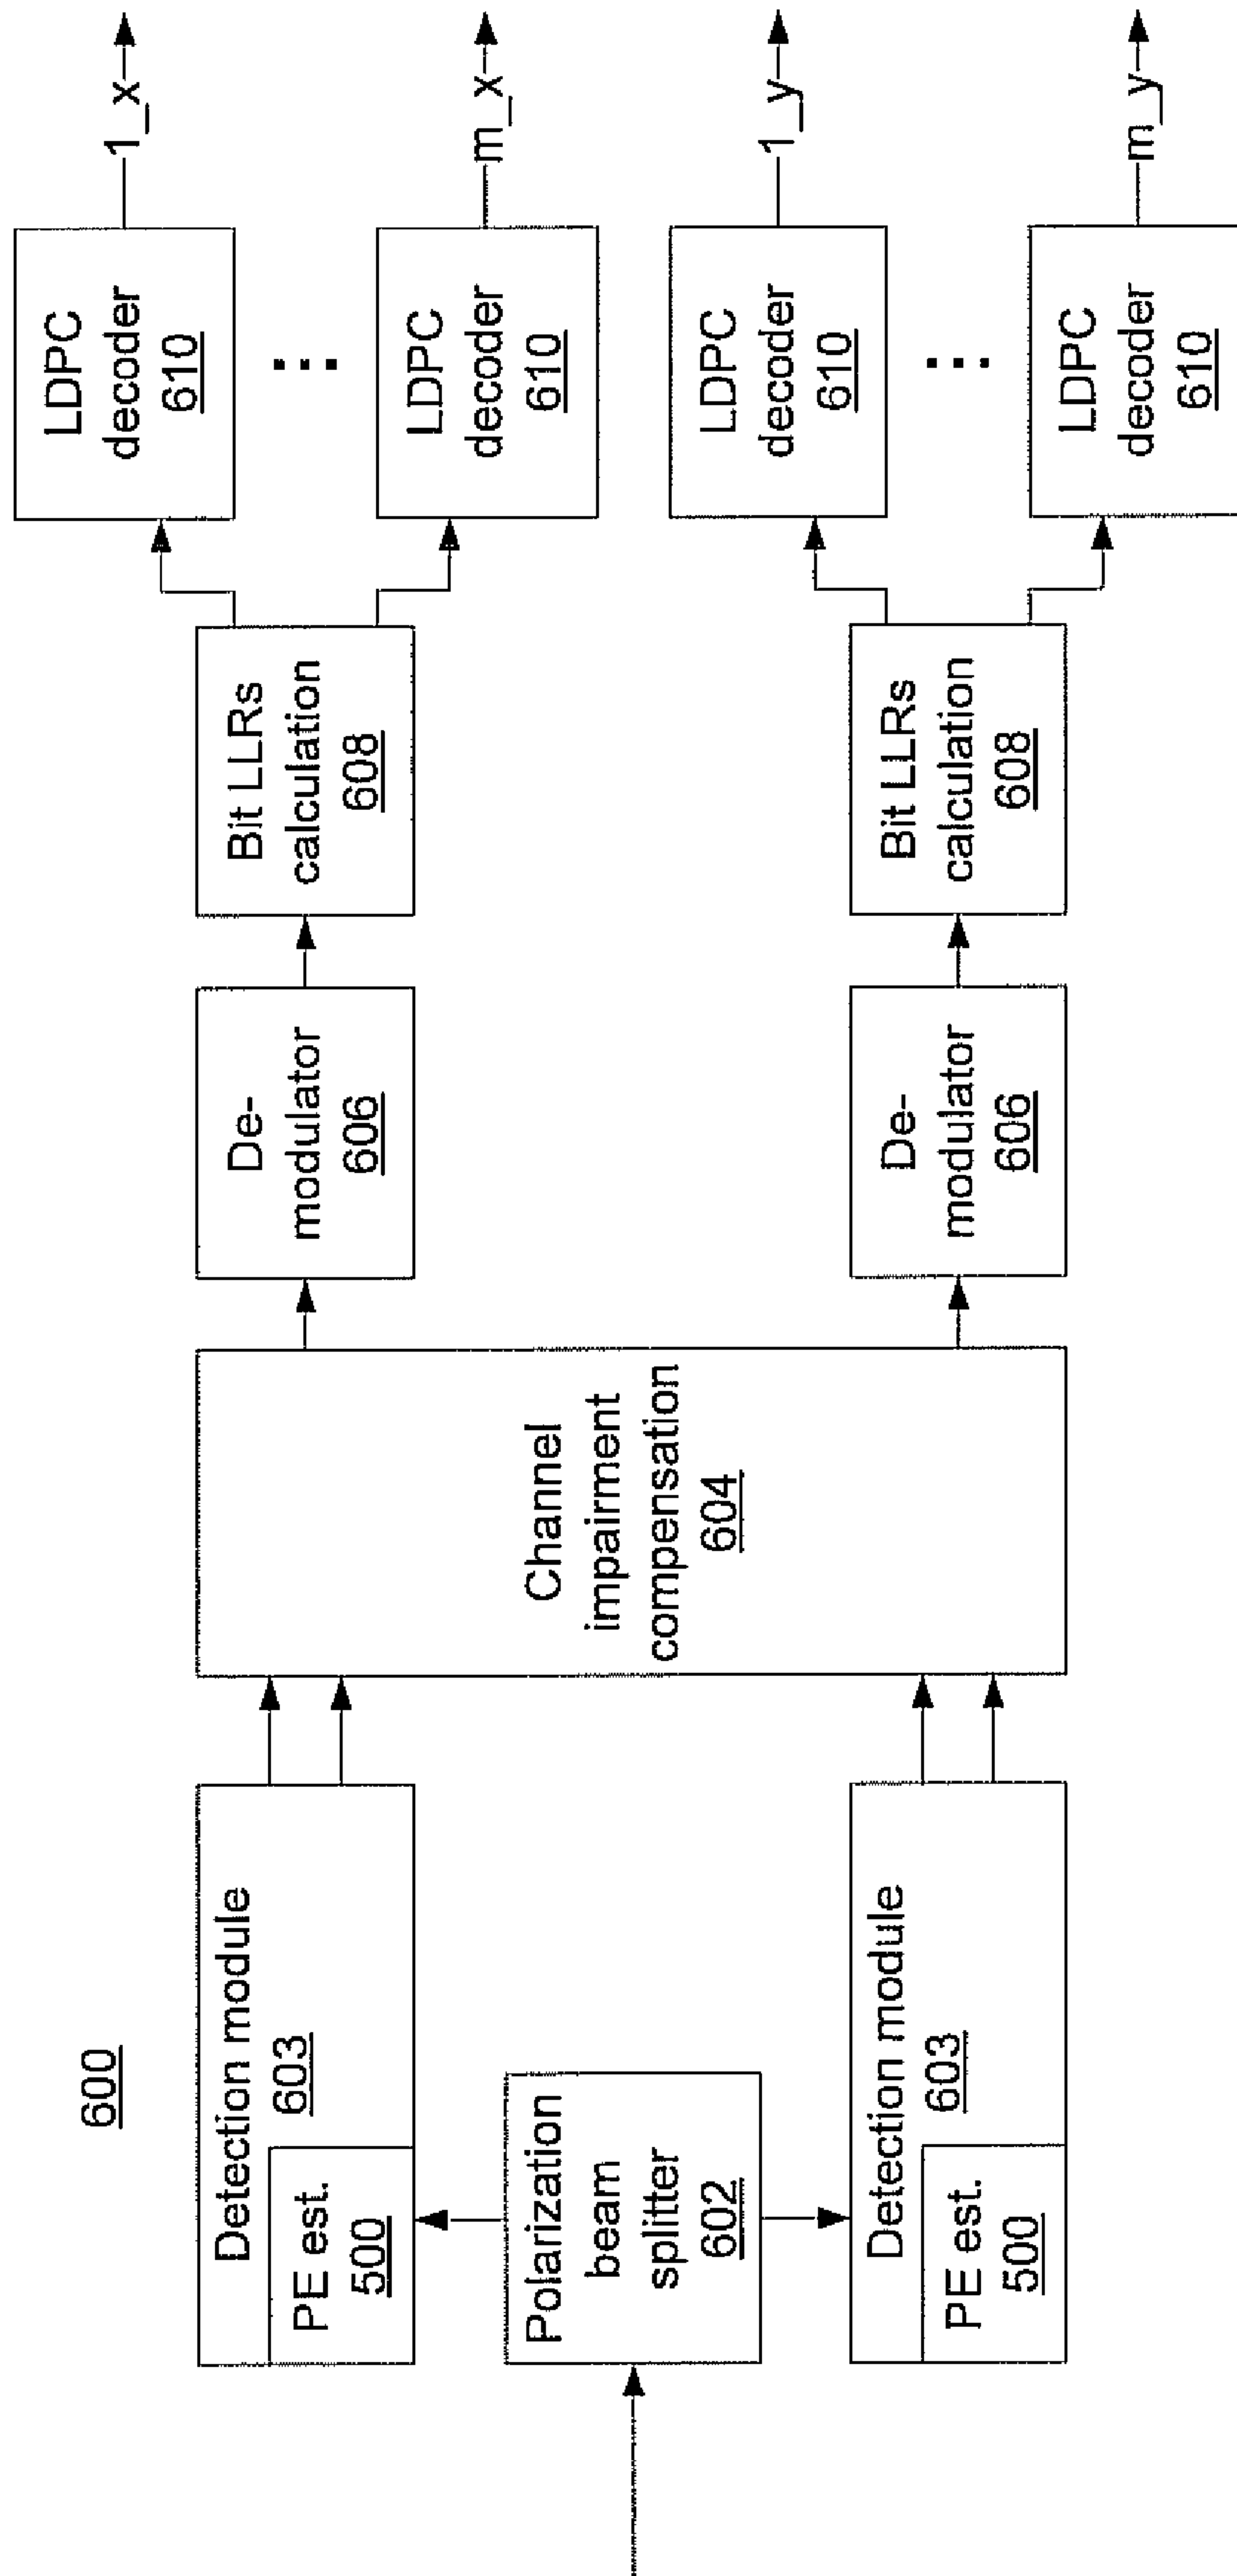 600
Detection module
603
PE est.
500
Polarization
beam
splitter
602
Detection module
603
PE est.
500
Channel
impairment
compensation
604
De-
modulator
606
De-
modulator
606
Bit LLRs
calculation
608
Bit LLRs
calculation
608
LDPC
decoder
610
...
LDPC
decoder
610
LDPC
decoder
610
...
LDPC
decoder
610
1_x
m_x
1_y
m_y